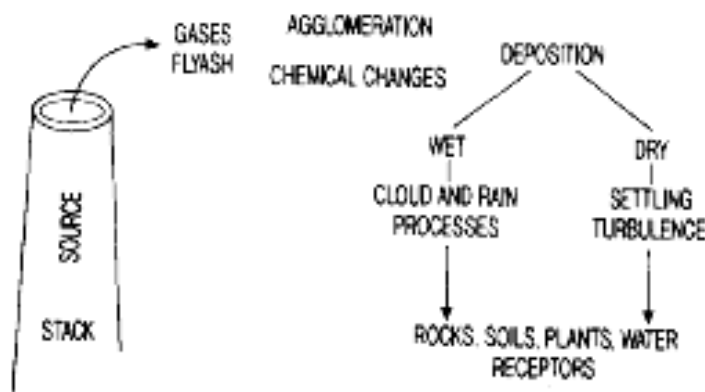 GASES
FLYASH
AGGLOMERATION
CHEMICAL CHANGES
DEPOSITION
WET
DRY
CLOUD AND RAIN
PROCESSES
SETTLING
TURBULENCE
SOURCE
STACK
ROCKS, SOILS, PLANTS, WATER
RECEPTORS